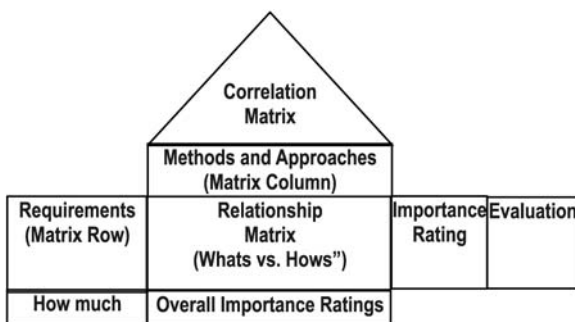 Correlation
Matrix
Methods and Approaches
(Matrix Column)
Requirements
(Matrix Row)
Relationship
Matrix
(Whats vs. Hows”)
Importance
Rating
Evaluation
How much
Overall Importance Ratings